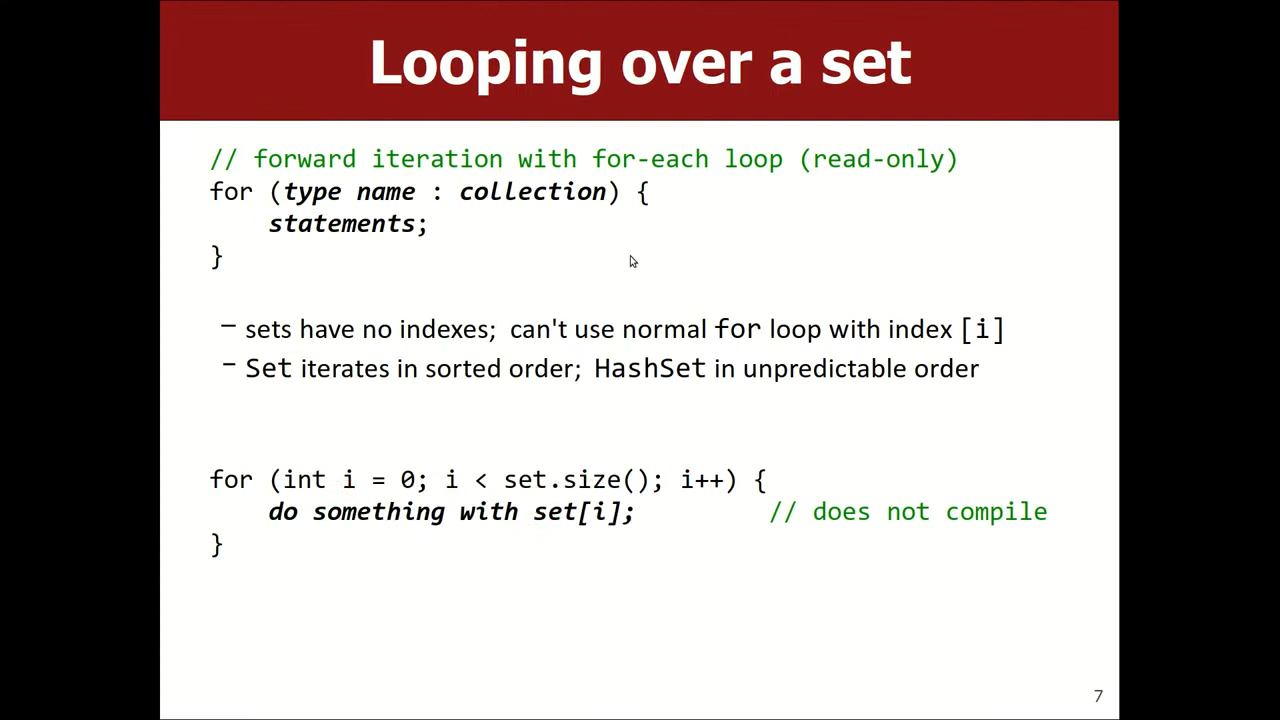 Looping over a set
// forward iteration with for-each loop (read-only)
for (type name : collection) {
    statements;
}
– sets have no indexes;  can't use normal for loop with index [i]
– Set iterates in sorted order;  HashSet in unpredictable order
for (int i = 0; i < set.size(); i++) {
    do something with set[i];         // does not compile
}
7